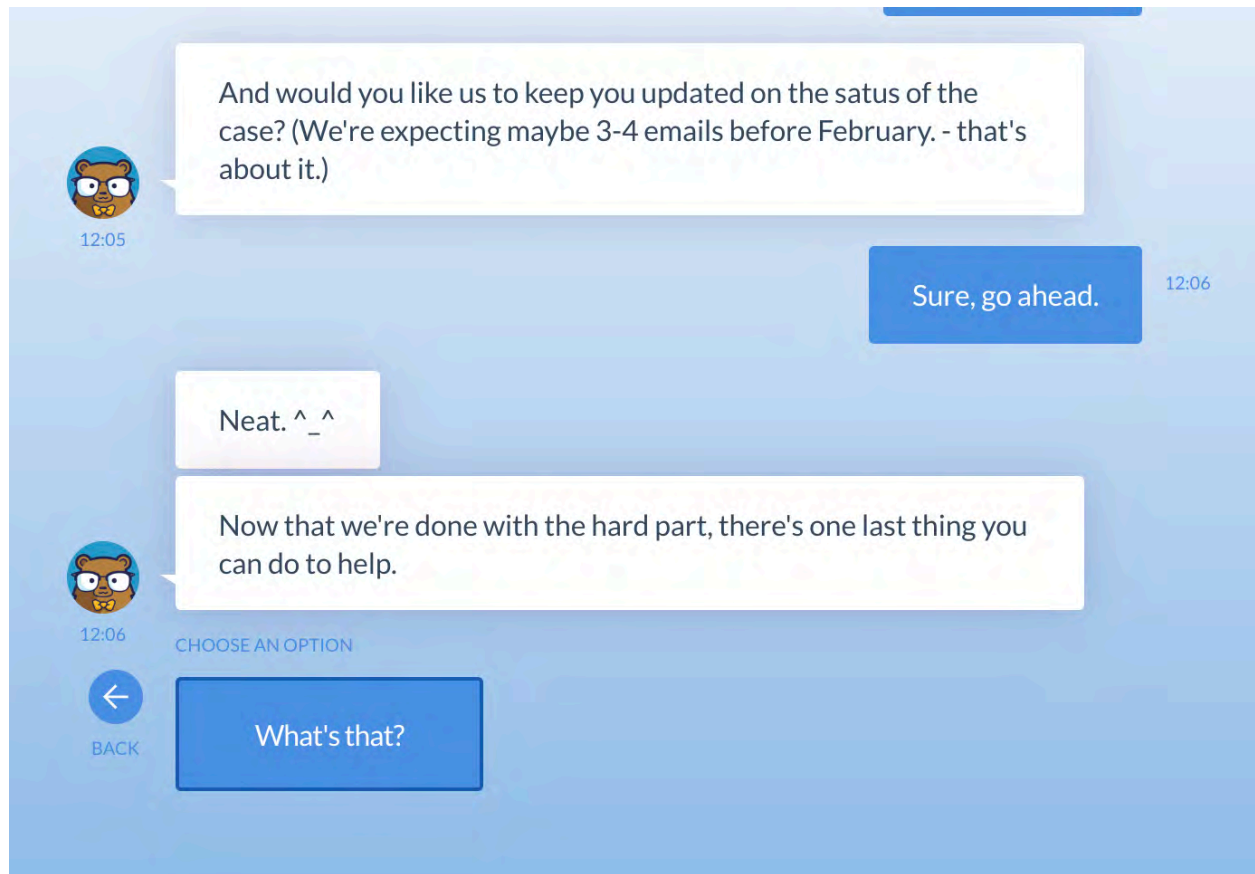 And would you like us to keep you updated on the satus of the
case? (We're expecting maybe 3-4 emails before February. - that's
about it.)
12:05
Sure, go ahead.
12:06
Neat. ^_^
Now that we're done with the hard part, there's one last thing you
can do to help.
12:06
CHOOSE AN OPTION
BACK
What's that?